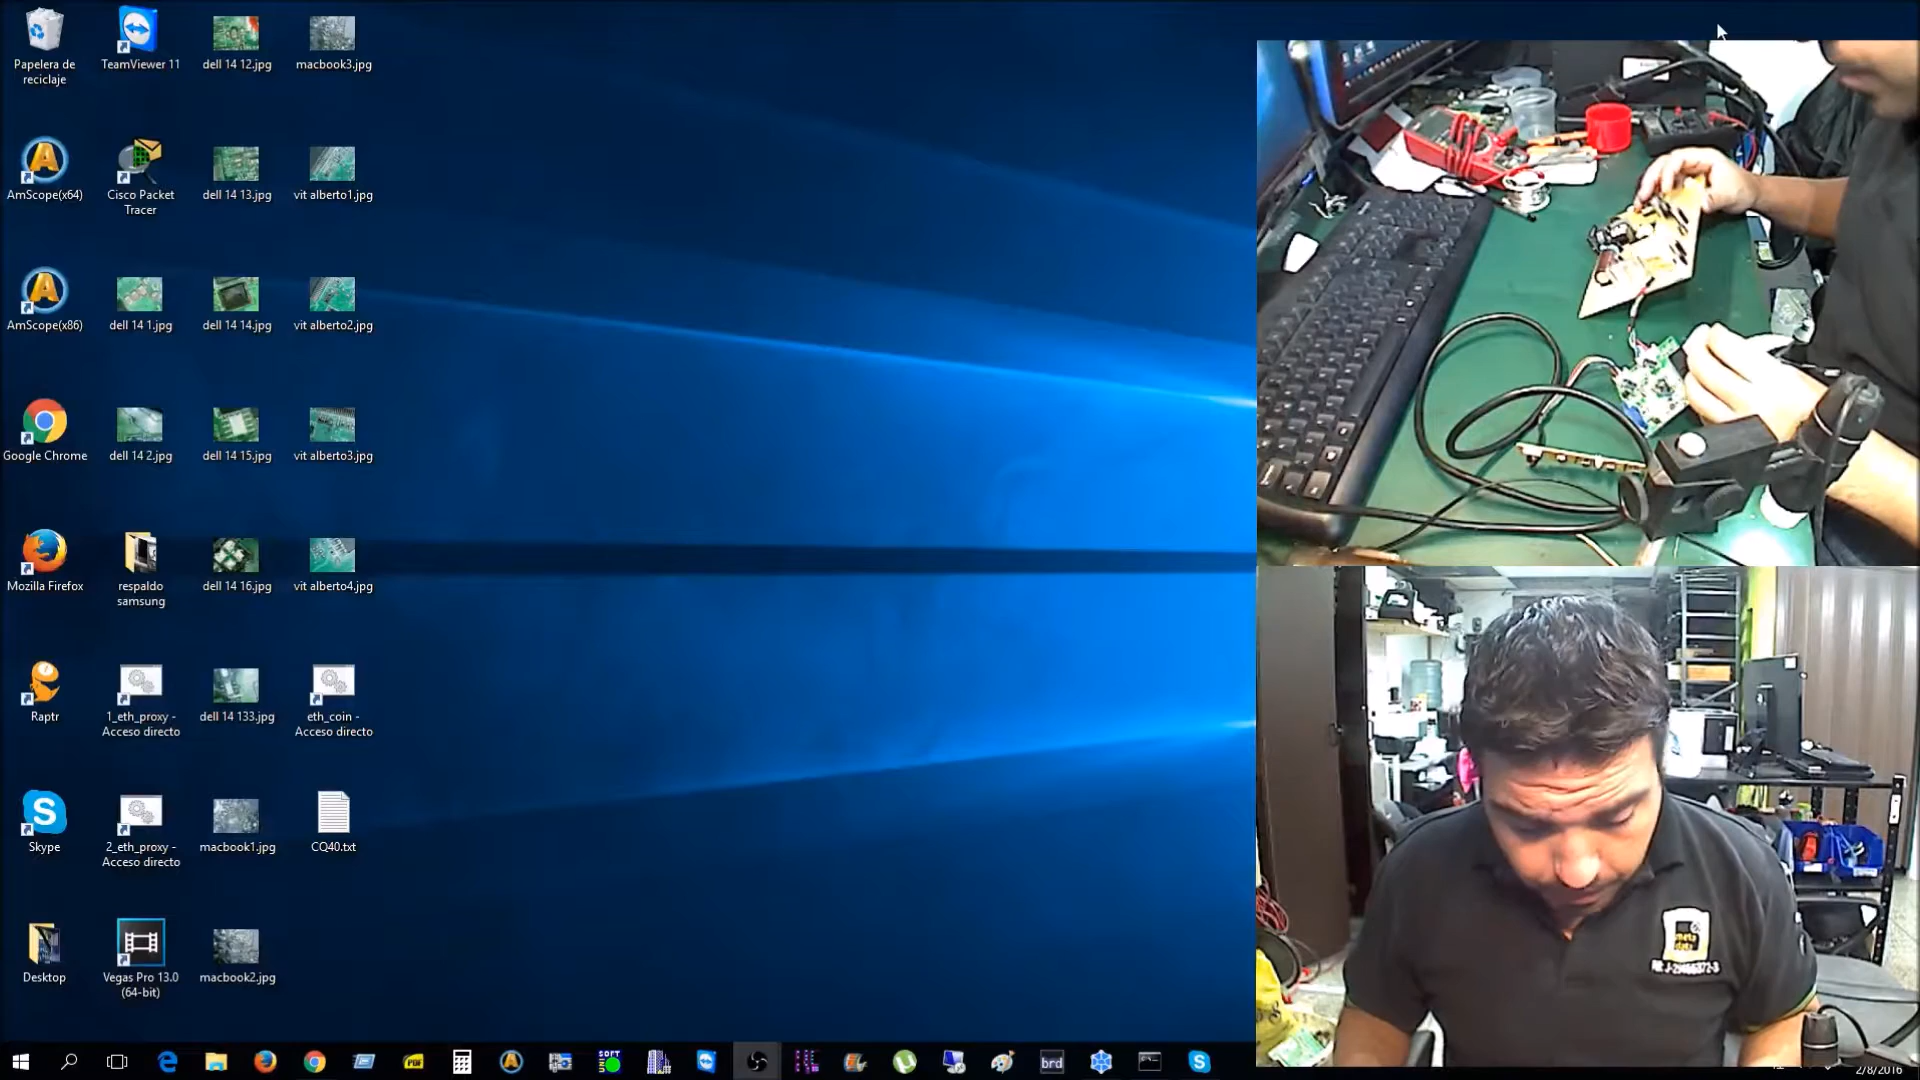 Papelera de
reciclaje
TeamViewer 11
dell 14 12.jpg
macbook3.jpg
AmScope(x64)
Cisco Packet
Tracer
dell 14 13.jpg
vit alberto1.jpg
AmScope(x86)
dell 14 1.jpg
dell 14 14.jpg
vit alberto2.jpg
Google Chrome
dell 14 2.jpg
dell 14 15.jpg
vit alberto3.jpg
Mozilla Firefox
respaldo
samsung
dell 14 16.jpg
vit alberto4.jpg
Raptr
1_eth_proxy -
Acceso directo
dell 14 133.jpg
eth_coin -
Acceso directo
Skype
2_eth_proxy -
Acceso directo
macbook1.jpg
CQ40.txt
Desktop
Vegas Pro 13.0
(64-bit)
macbook2.jpg
PDF
SOFT
brd
2/8/2016